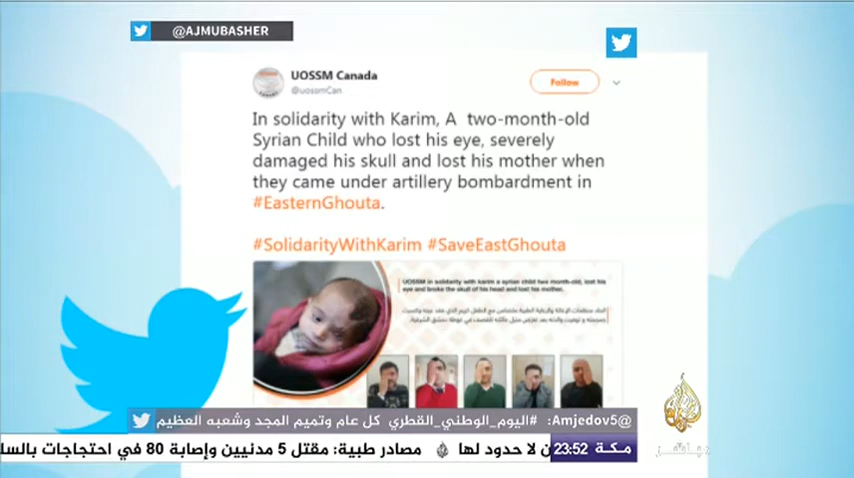 @AJMUBASHER
UOSSM Canada
@uossmCan
Follow
In solidarity with Karim, A two-month-old
Syrian Child who lost his eye, severely
damaged his skull and lost his mother when
they came under artillery bombardment in
#EasternGhouta.
#SolidarityWithKarim #SaveEastGhouta
UOSSM in solidarity with karim a syrian child two month-old, lost his
eye and broke the skull of his head and lost his mother.
@Amjedov5: #اليوم_الوطني_القطري كل عام وتميم المجد وشعبه العظيم
مكة 23:52
ن لا حدود لها مصادر طبية: مقتل 5 مدنيين وإصابة 80 في احتجاجات بالسل